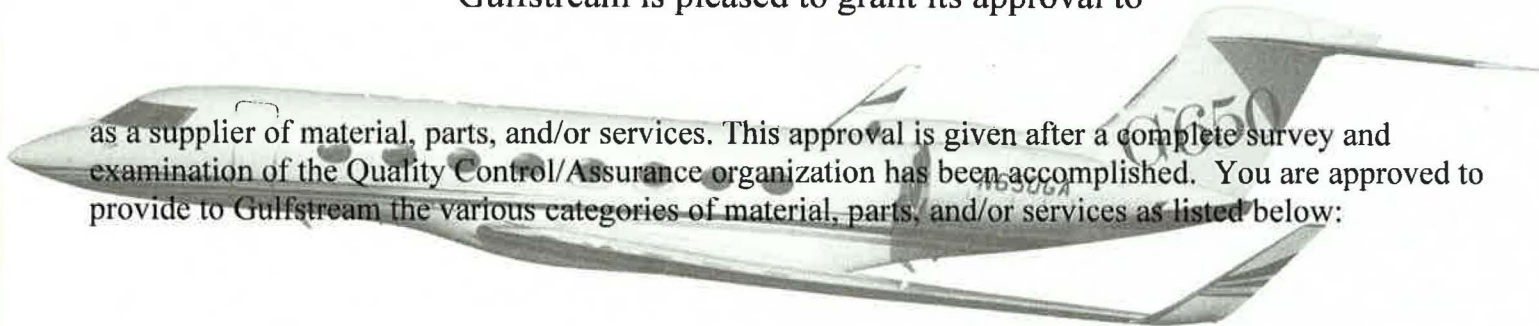 Gulfstream is pleased to grant its approval to
as a supplier of material, parts, and/or services. This approval is given after a complete survey and
examination of the Quality Control/Assurance organization has been accomplished. You are approved to
provide to Gulfstream the various categories of material, parts, and/or services as listed below:
G650
N650GA